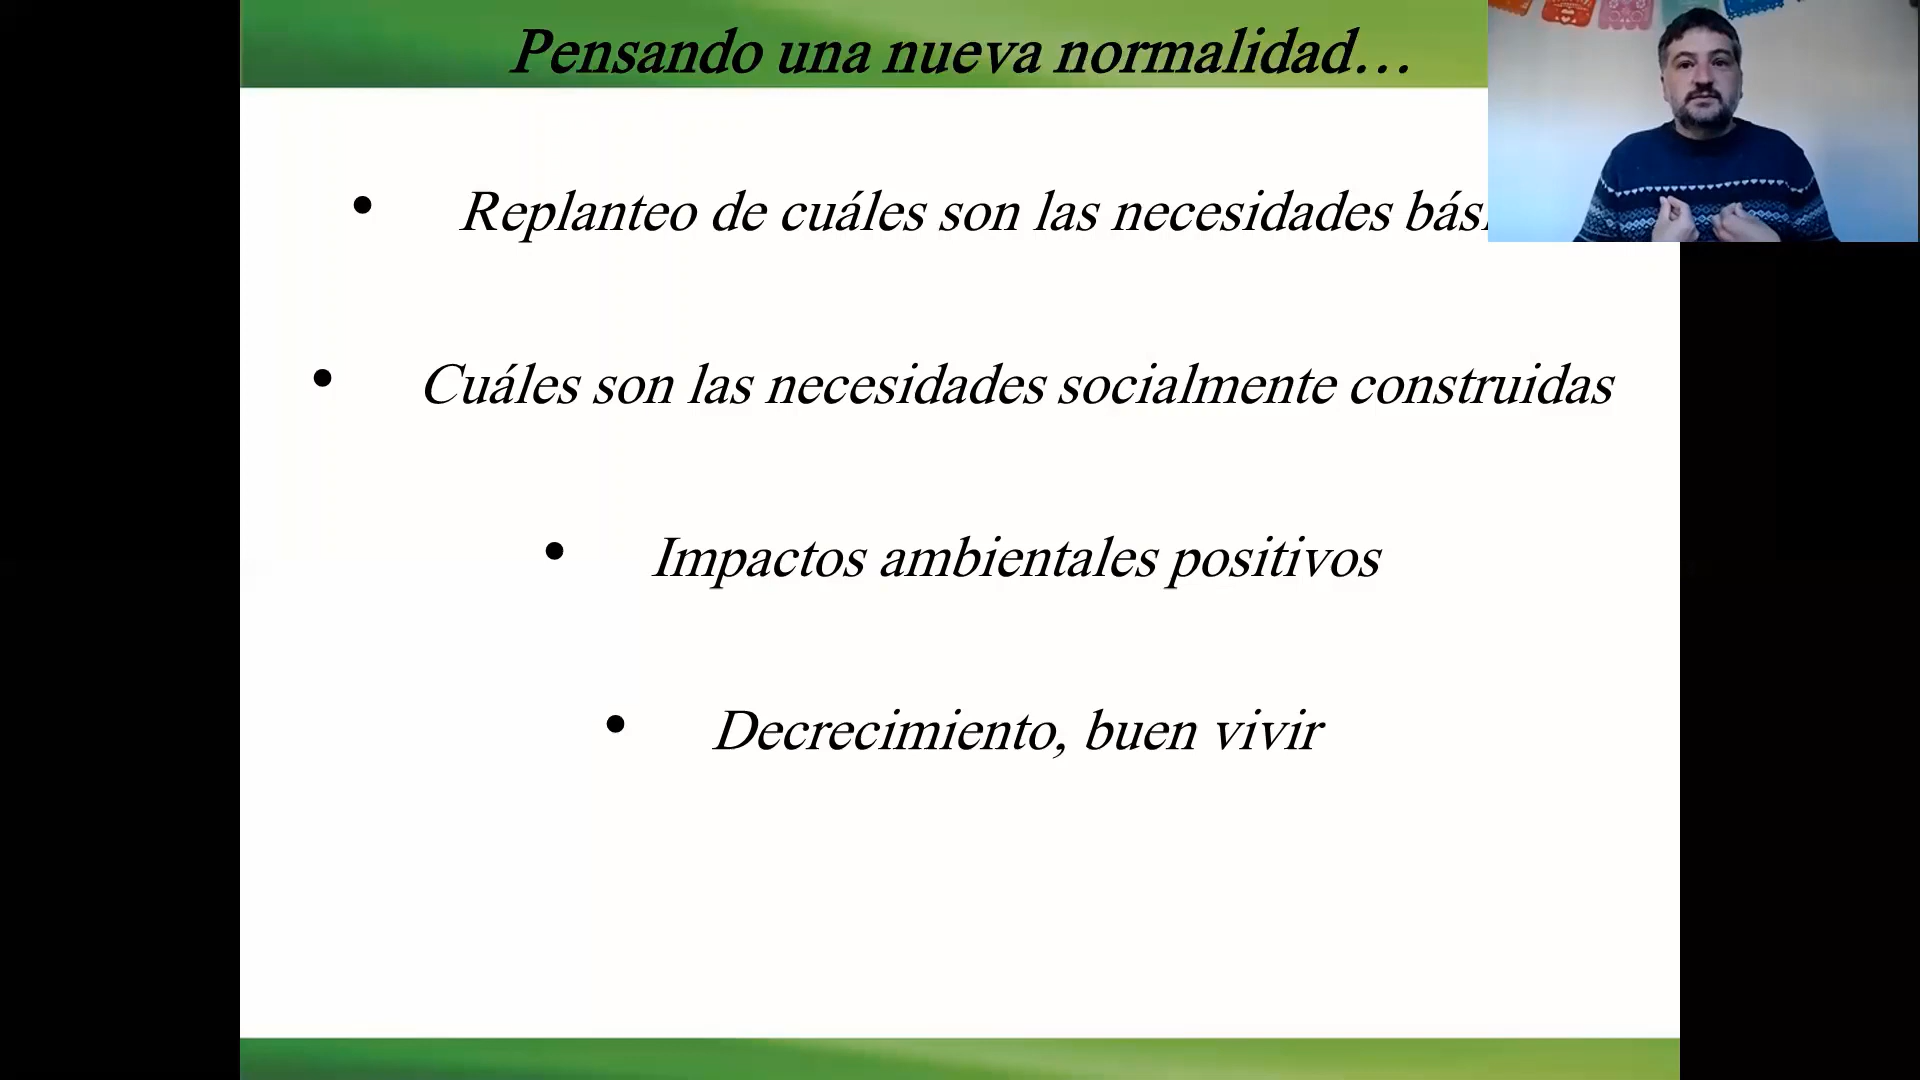 Pensando una nueva normalidad…
• Replanteo de cuáles son las necesidades
• Cuáles son las necesidades socialmente construidas
• Impactos ambientales positivos
• Decrecimiento, buen vivir